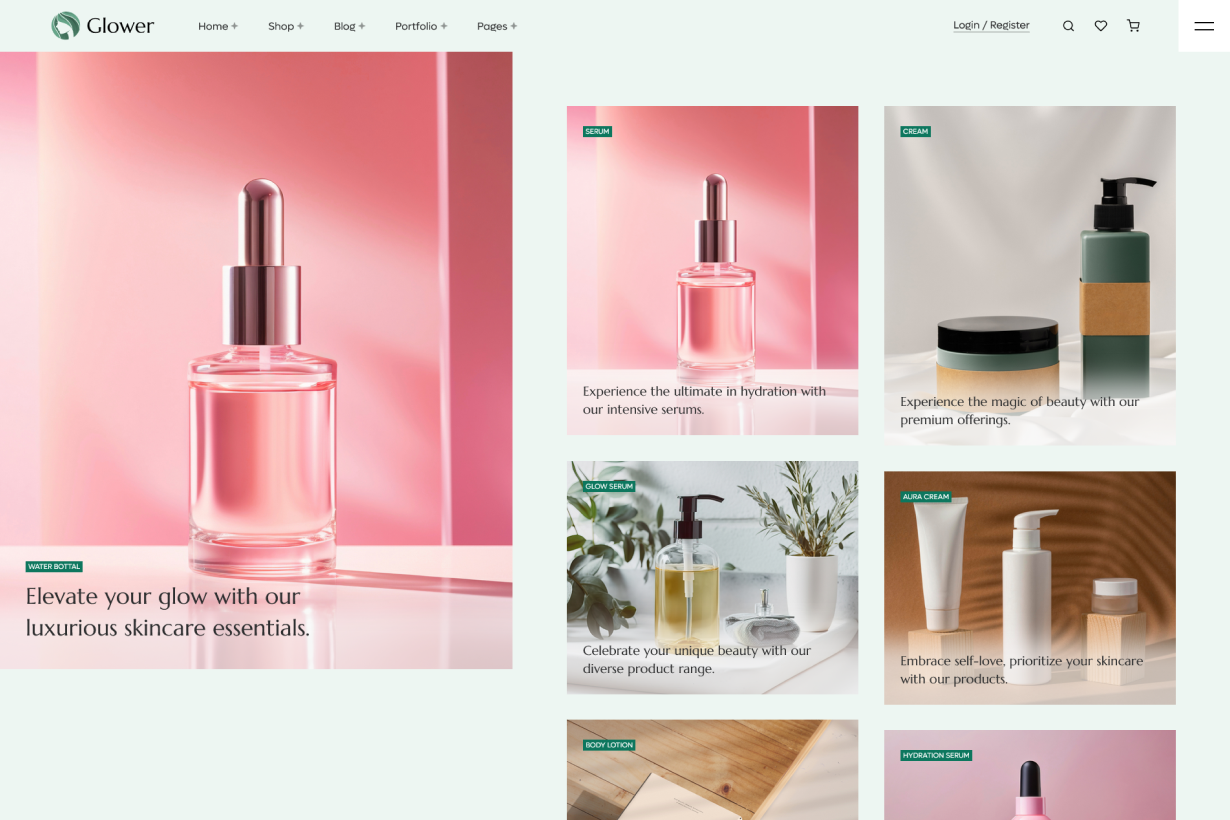 Glower
Home +
Shop +
Blog +
Portfolio +
Pages +
Login / Register
WATER BOTTAL
Elevate your glow with our
luxurious skincare essentials.
SERUM
Experience the ultimate in hydration with
our intensive serums.
CREAM
Experience the magic of beauty with our
premium offerings.
GLOW SERUM
Celebrate your unique beauty with our
diverse product range.
AURA CREAM
Embrace self-love, prioritize your skincare
with our products.
BODY LOTION
HYDRATION SERUM